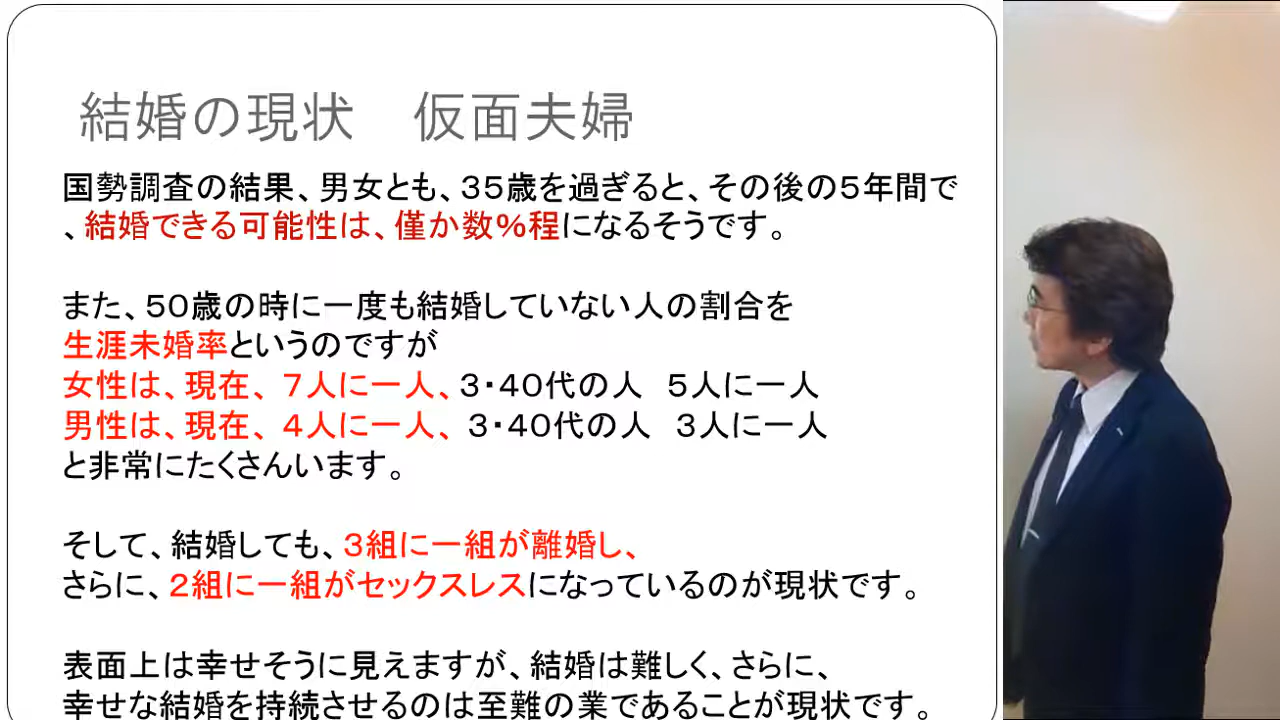 結婚の現状　仮面夫婦
国勢調査の結果、男女とも、３５歳を過ぎると、その後の５年間で
、結婚できる可能性は、僅か数％程になるそうです。
また、５０歳の時に一度も結婚していない人の割合を
生涯未婚率というのですが
女性は、現在、７人に一人、３・４０代の人　５人に一人
男性は、現在、４人に一人、３・４０代の人　３人に一人
と非常にたくさんいます。
そして、結婚しても、３組に一組が離婚し、
さらに、２組に一組がセックスレスになっているのが現状です。
表面上は幸せそうに見えますが、結婚は難しく、さらに、
幸せな結婚を持続させるのは至難の業であることが現状です。